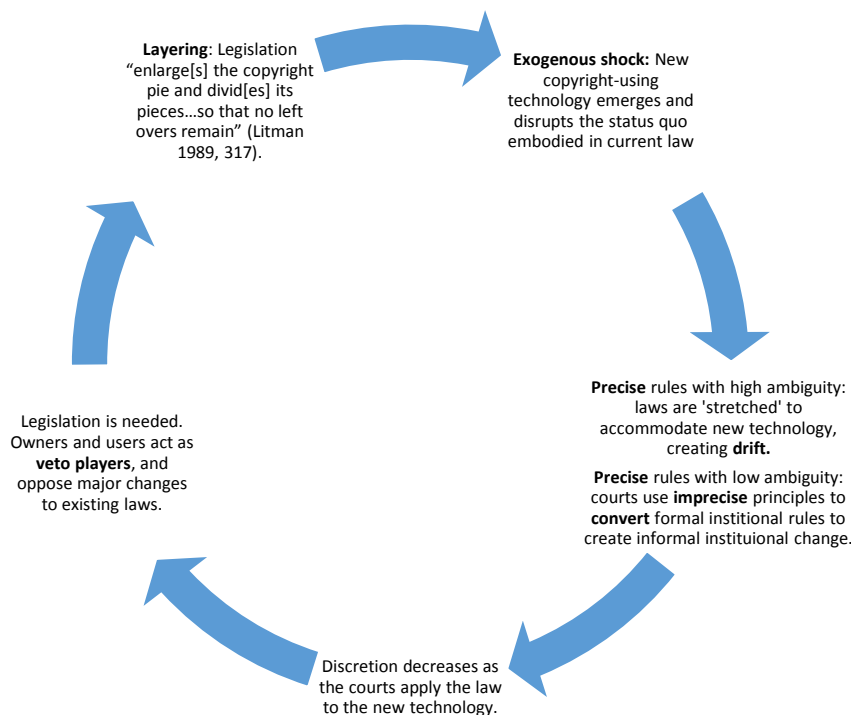 Layering: Legislation
“enlarge[s] the copyright
pie and divid[es] its
pieces…so that no left
overs remain” (Litman
1989, 317).
Exogenous shock: New
copyright-using
technology emerges and
disrupts the status quo
embodied in current law
Precise rules with high ambiguity:
laws are 'stretched' to
accommodate new technology,
creating drift.
Precise rules with low ambiguity:
courts use imprecise principles to
convert formal institional rules to
create informal instituional change.
Discretion decreases as
the courts apply the law
to the new technology.
Legislation is needed.
Owners and users act as
veto players, and
oppose major changes
to existing laws.